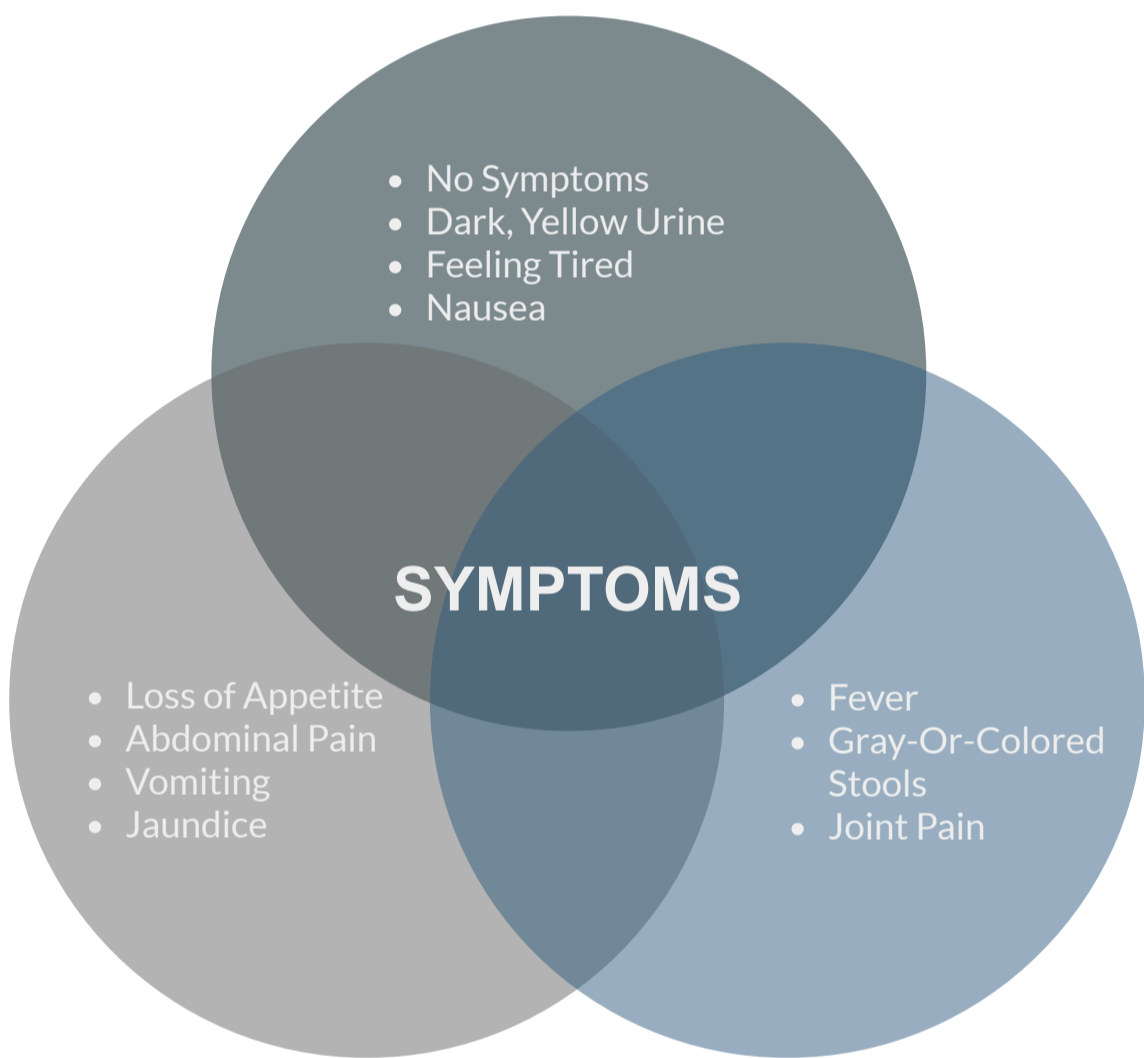 • No Symptoms
• Dark, Yellow Urine
• Feeling Tired
• Nausea
SYMPTOMS
• Loss of Appetite
• Abdominal Pain
• Vomiting
• Jaundice
• Fever
• Gray-Or-Colored
Stools
• Joint Pain